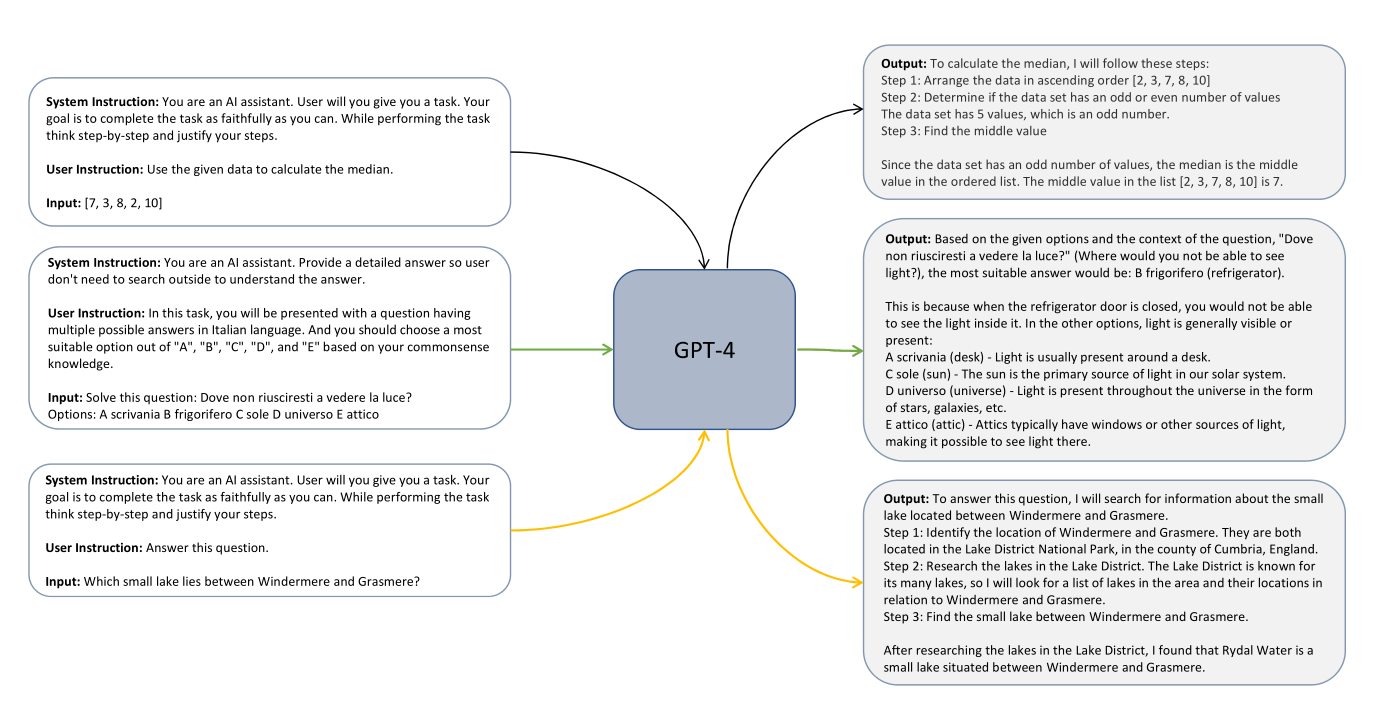 System Instruction: You are an AI assistant. User will you give you a task. Your
goal is to complete the task as faithfully as you can. While performing the task
think step-by-step and justify your steps.
User Instruction: Use the given data to calculate the median.
Input: [7, 3, 8, 2, 10]
System Instruction: You are an AI assistant. Provide a detailed answer so user
don't need to search outside to understand the answer.
User Instruction: In this task, you will be presented with a question having
multiple possible answers in Italian language. And you should choose a most
suitable option out of "A", "B", "C", "D", and "E" based on your commonsense
knowledge.
Input: Solve this question: Dove non riusciresti a vedere la luce?
Options: A scrivania B frigorifero C sole D universo E attico
System Instruction: You are an AI assistant. User will you give you a task. Your
goal is to complete the task as faithfully as you can. While performing the task
think step-by-step and justify your steps.
User Instruction: Answer this question.
Input: Which small lake lies between Windermere and Grasmere?
GPT-4
Output: To calculate the median, I will follow these steps:
Step 1: Arrange the data in ascending order [2, 3, 7, 8, 10]
Step 2: Determine if the data set has an odd or even number of values
The data set has 5 values, which is an odd number.
Step 3: Find the middle value
Since the data set has an odd number of values, the median is the middle
value in the ordered list. The middle value in the list [2, 3, 7, 8, 10] is 7.
Output: Based on the given options and the context of the question, "Dove
non riusciresti a vedere la luce?" (Where would you not be able to see
light?), the most suitable answer would be: B frigorifero (refrigerator).
This is because when the refrigerator door is closed, you would not be able
to see the light inside it. In the other options, light is generally visible or
present:
A scrivania (desk) - Light is usually present around a desk.
C sole (sun) - The sun is the primary source of light in our solar system.
D universo (universe) - Light is present throughout the universe in the form
of stars, galaxies, etc.
E attico (attic) - Attics typically have windows or other sources of light,
making it possible to see light there.
Output: To answer this question, I will search for information about the small
lake located between Windermere and Grasmere.
Step 1: Identify the location of Windermere and Grasmere. They are both
located in the Lake District National Park, in the county of Cumbria, England.
Step 2: Research the lakes in the Lake District. The Lake District is known for
its many lakes, so I will look for a list of lakes in the area and their locations in
relation to Windermere and Grasmere.
Step 3: Find the small lake between Windermere and Grasmere.
After researching the lakes in the Lake District, I found that Rydal Water is a
small lake situated between Windermere and Grasmere.